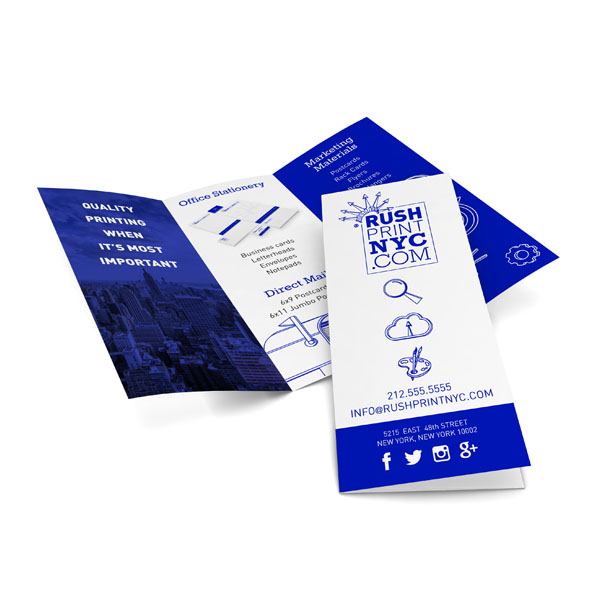 QUALITY
PRINTING
WHEN
IT'S MOST
IMPORTANT
Office Stationery
Business cards
Letterheads
Envelopes
Notepads
Direct Mail
6x9 Postcard
6x11 Jumbo Po
Marketing
Materials
Postcards
Rack Cards
Flyers
Brochures
RUSH
PRINT
NYC
.COM
212.555.5555
INFO@RUSHPRINTNYC.COM
5215 EAST 48th STREET
NEW YORK, NEW YORK 10002
f
g+